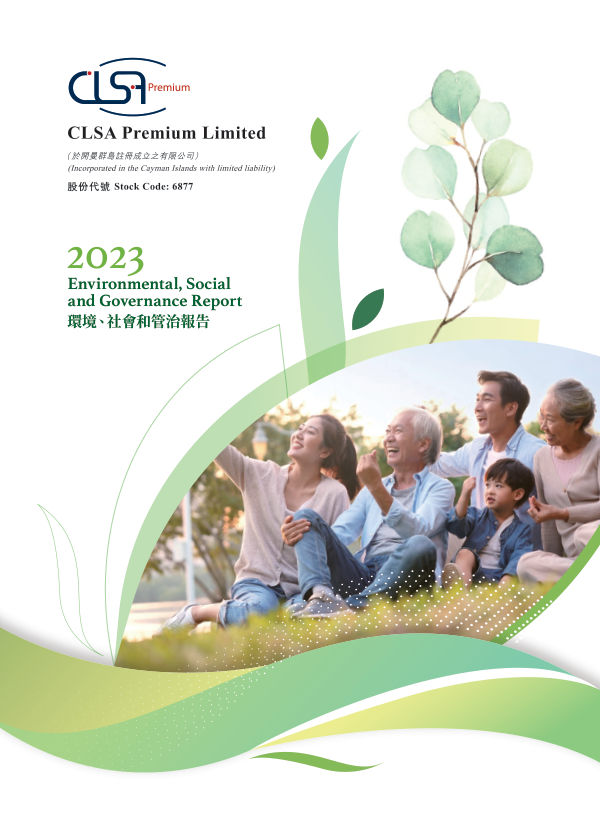 CLSA Premium
CLSA Premium Limited
(於開曼群島註冊成立之有限公司)
(Incorporated in the Cayman Islands with limited liability)
股份代號 Stock Code: 6877
2023
Environmental, Social
and Governance Report
環境、社會和管治報告